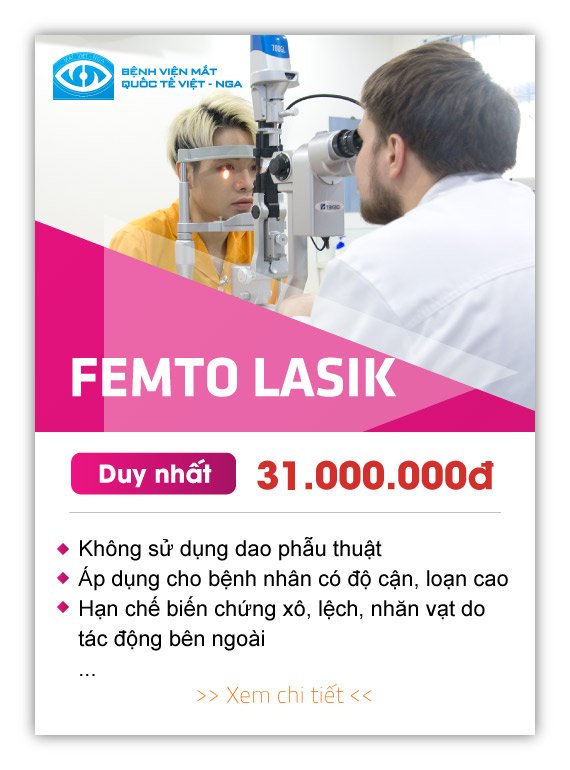 BỆNH VIỆN MẮT
QUỐC TẾ VIỆT - NGA
FEMTO LASIK
Duy nhất 31.000.000đ
Không sử dụng dao phẫu thuật
Áp dụng cho bệnh nhân có độ cận, loạn cao
Hạn chế biến chứng xô, lệch, nhăn vạt do
tác động bên ngoài
...
>> Xem chi tiết <<